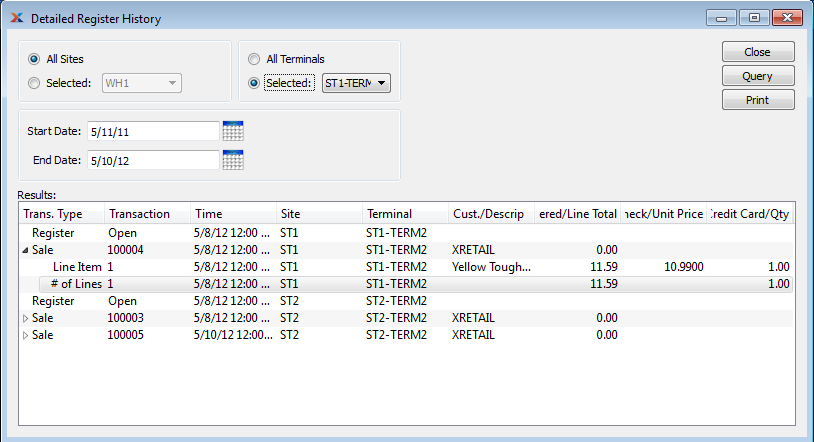 Detailed Register History
All Sites
Selected: WH1
All Terminals
Selected: ST1-TERM
Close
Query
Print
Start Date: 5/11/11
End Date: 5/10/12
Results:
Trans. Type Transaction Time Site Terminal Cust./Descrip ered/Line Total heck/Unit Price Credit Card/Qty
Register Open 5/8/12 12:00 ... ST1 ST1-TERM2
Sale 100004 5/8/12 12:00 ... ST1 ST1-TERM2 XRETAIL 0.00
Line Item 1 5/8/12 12:00 ... ST1 ST1-TERM2 Yellow Tough... 11.59 10.9900 1.00
# of Lines 1 5/8/12 12:00 ... ST1 ST1-TERM2 11.59 1.00
Register Open 5/8/12 12:00 ... ST2 ST2-TERM2
Sale 100003 5/8/12 12:00 ... ST2 ST2-TERM2 XRETAIL 0.00
Sale 100005 5/10/12 12:00... ST2 ST2-TERM2 XRETAIL 0.00